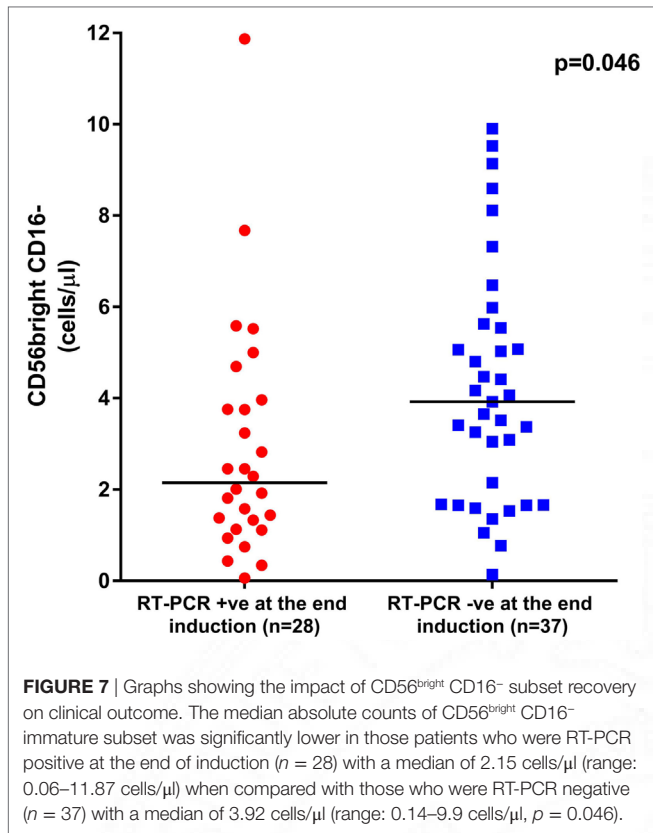 12
p=0.046
10
8
6
4
2
0
CD56bright CD16-
(cells/µl)
RT-PCR +ve at the end
induction (n=28)
RT-PCR -ve at the end
induction (n=37)
FIGURE 7 | Graphs showing the impact of CD56bright CD16− subset recovery
on clinical outcome. The median absolute counts of CD56bright CD16−
immature subset was significantly lower in those patients who were RT-PCR
positive at the end of induction (n = 28) with a median of 2.15 cells/µl (range:
0.06–11.87 cells/µl) when compared with those who were RT-PCR negative
(n = 37) with a median of 3.92 cells/µl (range: 0.14–9.9 cells/µl, p = 0.046).